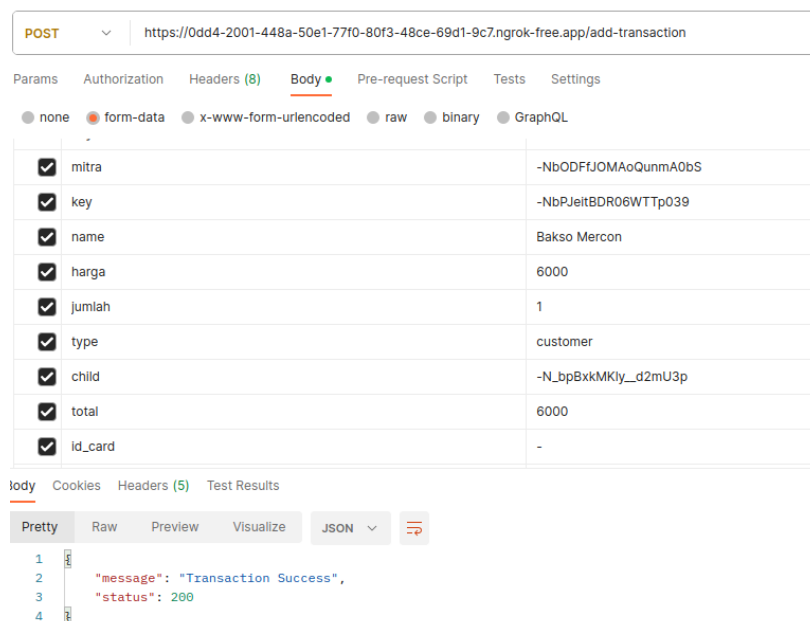 POST https://0dd4-2001-448a-50e1-77f0-80f3-48ce-69d1-9c7.ngrok-free.app/add-transaction
Params Authorization Headers (8) Body Pre-request Script Tests Settings
none form-data x-www-form-urlencoded raw binary GraphQL
mitra -NbODFfJOMAoQunmA0bS
key -NbPJeitBDR06WTTp039
name Bakso Mercon
harga 6000
jumlah 1
type customer
child -N_bpBxkMKly__d2mU3p
total 6000
id_card -
Body Cookies Headers (5) Test Results
Pretty Raw Preview Visualize JSON
1 {
2 "message": "Transaction Success",
3 "status": 200
4 }